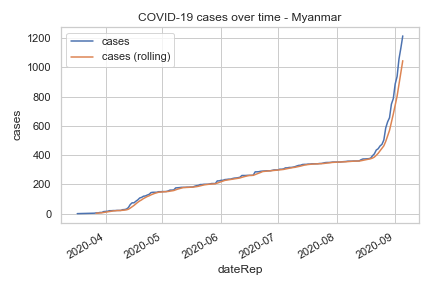 COVID-19 cases over time - Myanmar
cases
cases (rolling)
1200
1000
800
600
400
200
0
cases
2020-04
2020-05
2020-06
2020-07
2020-08
2020-09
dateRep